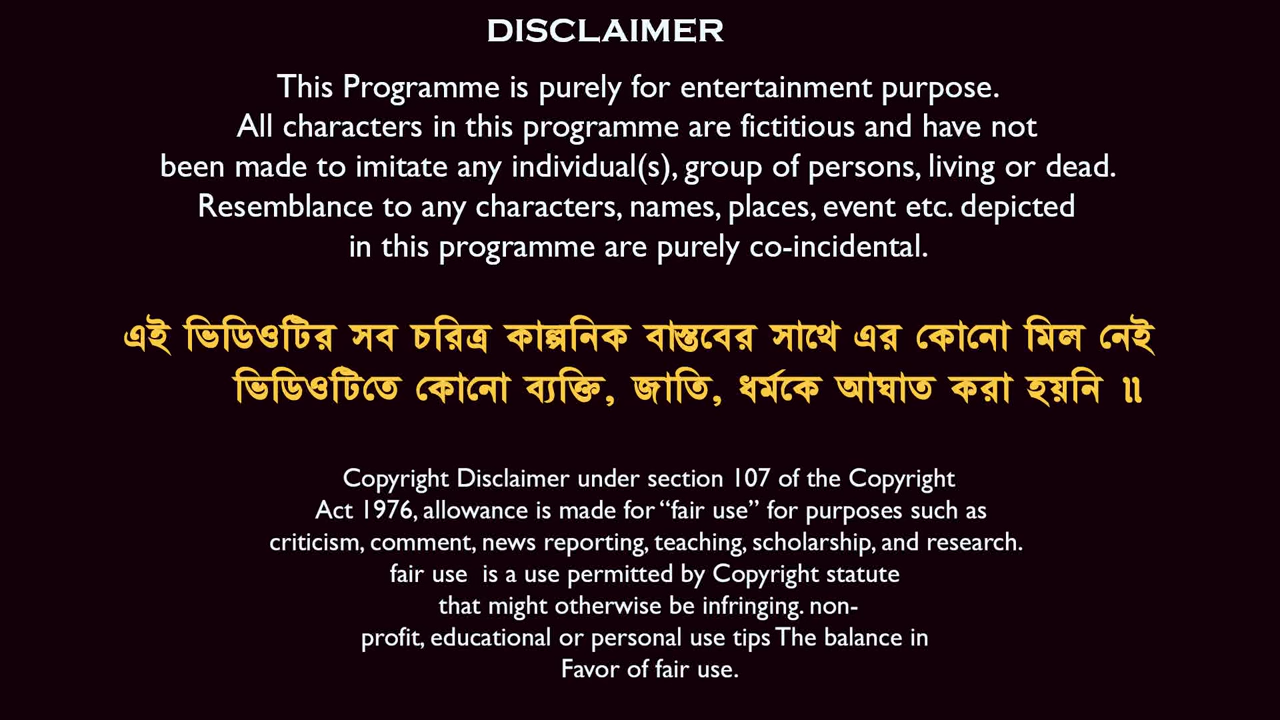 DISCLAIMER
This Programme is purely for entertainment purpose.
All characters in this programme are fictitious and have not
been made to imitate any individual(s), group of persons, living or dead.
Resemblance to any characters, names, places, event etc. depicted
in this programme are purely co-incidental.
এই ভিডিওটির সব চরিত্র কাল্পনিক বাস্তবের সাথে এর কোনো মিল নেই
ভিডিওটিতে কোনো ব্যক্তি, জাতি, ধর্মকে আঘাত করা হয়নি ॥
Copyright Disclaimer under section 107 of the Copyright
Act 1976, allowance is made for “fair use” for purposes such as
criticism, comment, news reporting, teaching, scholarship, and research.
fair use  is a use permitted by Copyright statute
that might otherwise be infringing. non-
profit, educational or personal use tips The balance in
Favor of fair use.